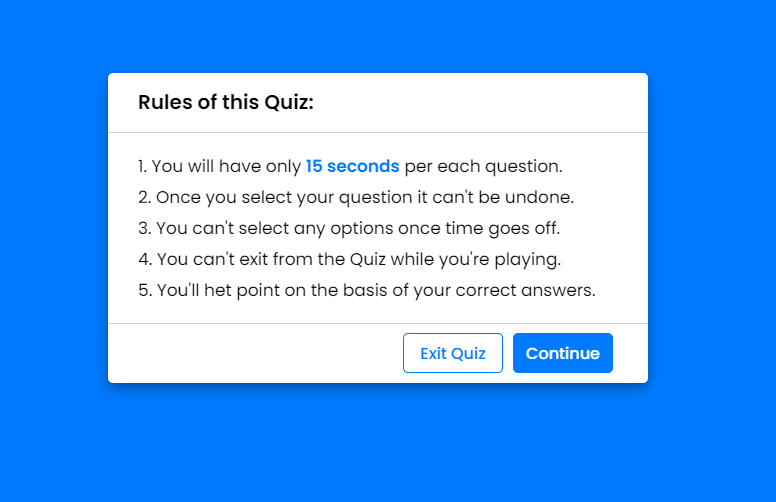 Rules of this Quiz:
1. You will have only 15 seconds per each question.
2. Once you select your question it can't be undone.
3. You can't select any options once time goes off.
4. You can't exit from the Quiz while you're playing.
5. You'll het point on the basis of your correct answers.
Exit Quiz
Continue